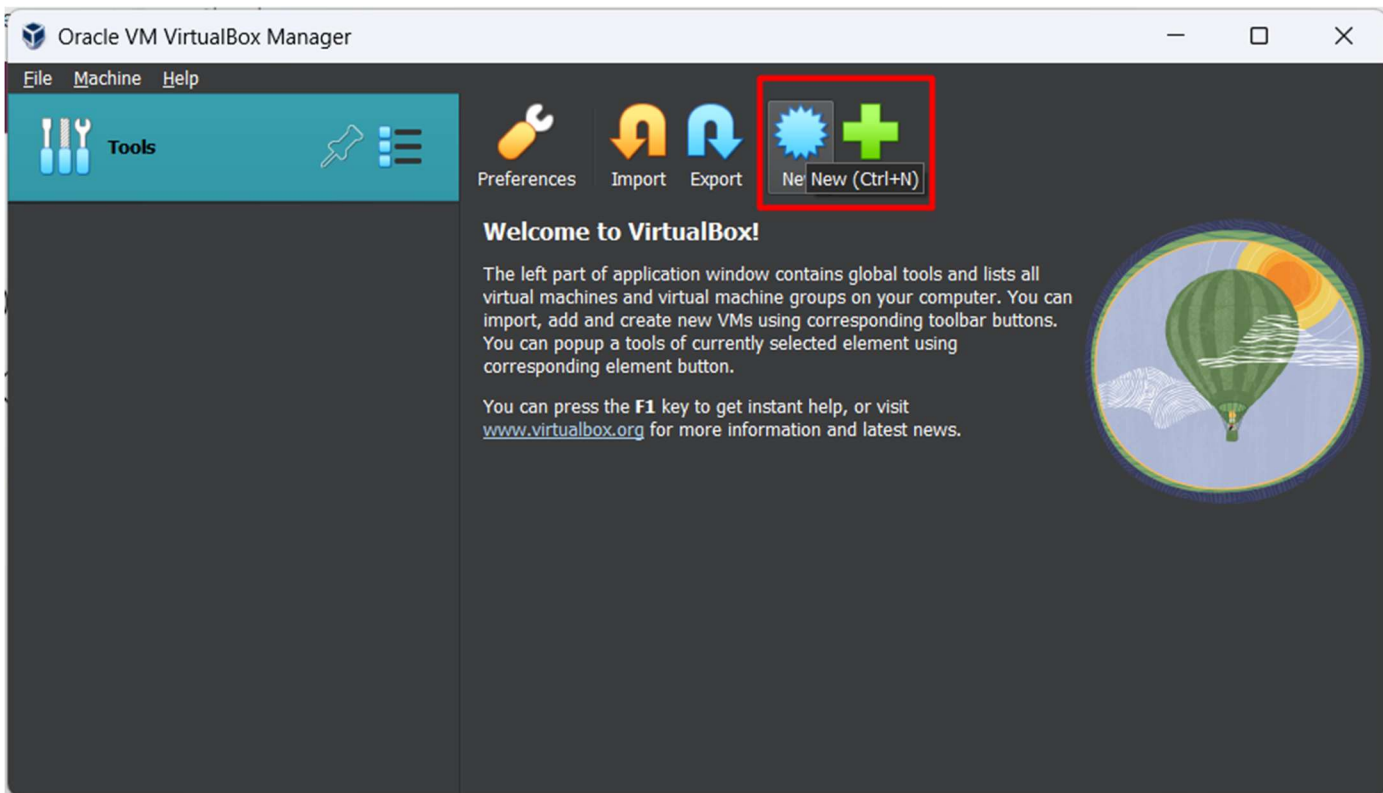 Oracle VM VirtualBox Manager
File Machine Help
Tools
Preferences
Import
Export
New (Ctrl+N)
Welcome to VirtualBox!
The left part of application window contains global tools and lists all
virtual machines and virtual machine groups on your computer. You can
import, add and create new VMs using corresponding toolbar buttons.
You can popup a tools of currently selected element using
corresponding element button.
You can press the F1 key to get instant help, or visit
www.virtualbox.org for more information and latest news.